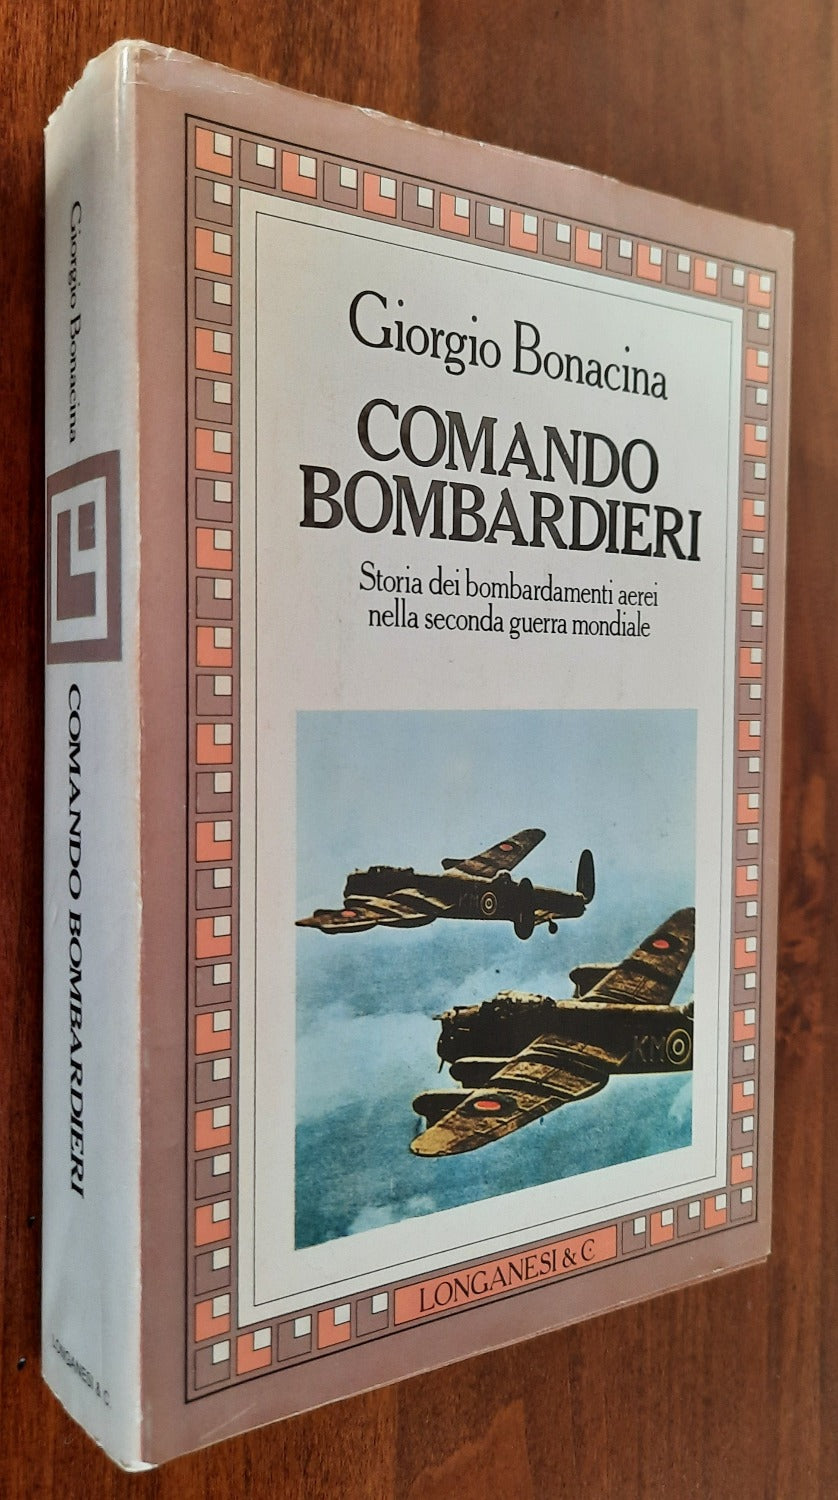 Giorgio Bonacina
COMANDO
BOMBARDIERI
Storia dei bombardamenti aerei
nella seconda guerra mondiale
KM
KM
LONGANESI & C.
Giorgio Bonacina
COMANDO BOMBARDIERI
LONGANESI & C.